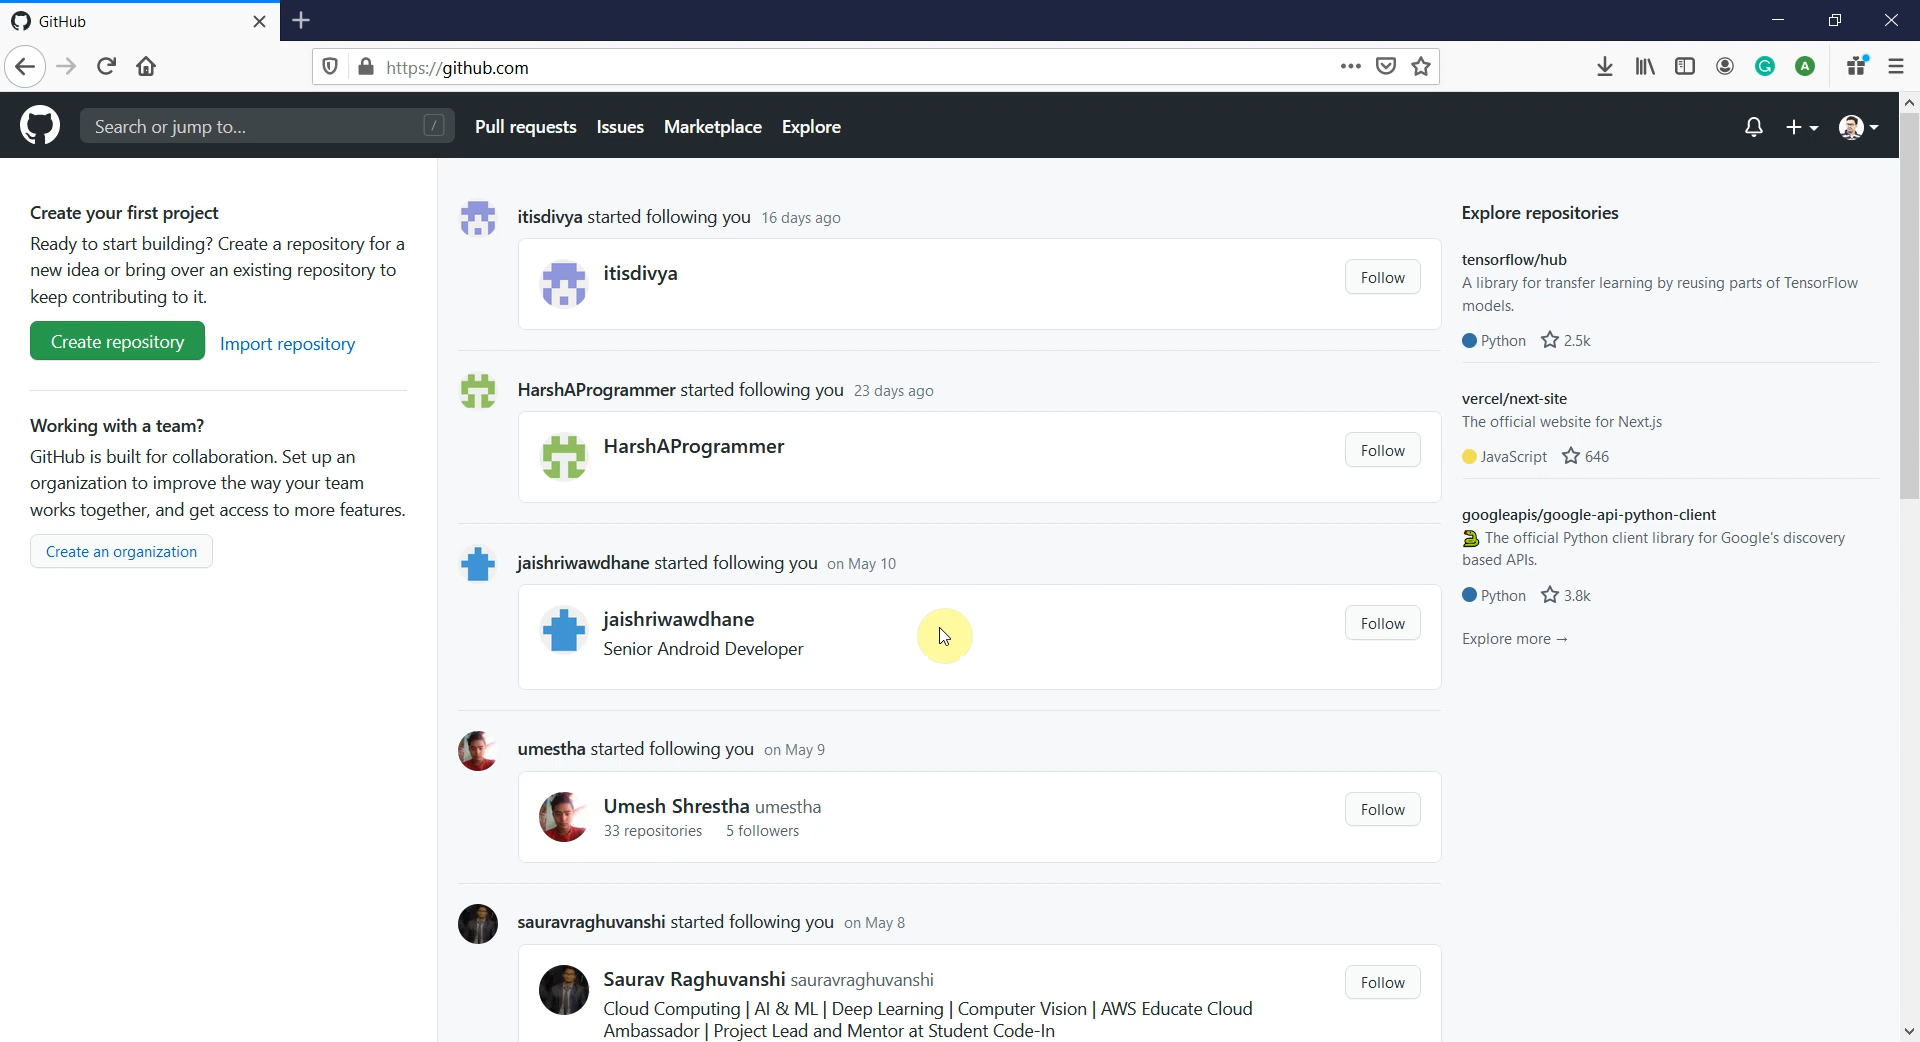 GitHub
https://github.com
A
Search or jump to...
/
Pull requests
Issues
Marketplace
Explore
Create your first project
Ready to start building? Create a repository for a
new idea or bring over an existing repository to
keep contributing to it.
Create repository
Import repository
Working with a team?
GitHub is built for collaboration. Set up an
organization to improve the way your team
works together, and get access to more features.
Create an organization
itisdivya started following you 16 days ago
itisdivya
Follow
HarshAProgrammer started following you 23 days ago
HarshAProgrammer
Follow
jaishriwawdhane started following you on May 10
jaishriwawdhane
Senior Android Developer
Follow
umestha started following you on May 9
Umesh Shrestha umestha
33 repositories 5 followers
Follow
sauravraghuvanshi started following you on May 8
Saurav Raghuvanshi sauravraghuvanshi
Cloud Computing | AI & ML | Deep Learning | Computer Vision | AWS Educate Cloud
Ambassador | Project Lead and Mentor at Student Code-In
Follow
Explore repositories
tensorflow/hub
A library for transfer learning by reusing parts of TensorFlow
models.
Python 2.5k
vercel/next-site
The official website for Next.js
JavaScript 646
googleapis/google-api-python-client
🐍 The official Python client library for Google's discovery
based APIs.
Python 3.8k
Explore more →